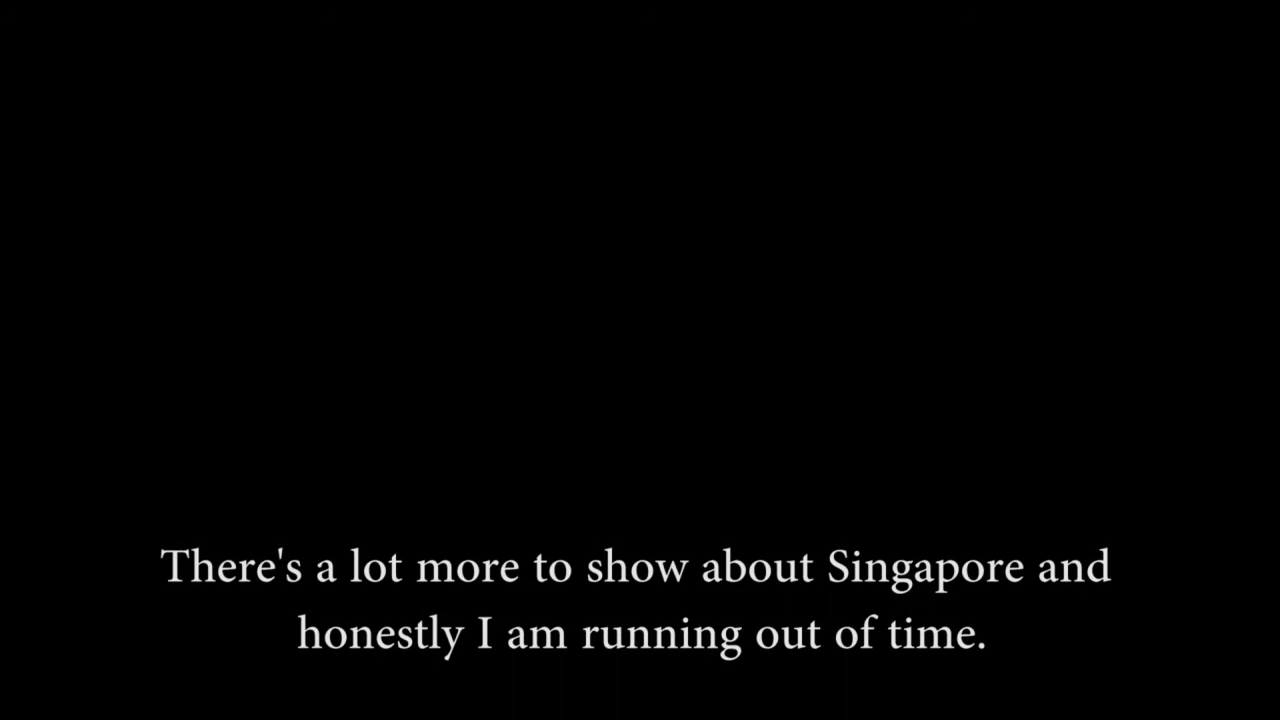 There's a lot more to show about Singapore and
honestly I am running out of time.